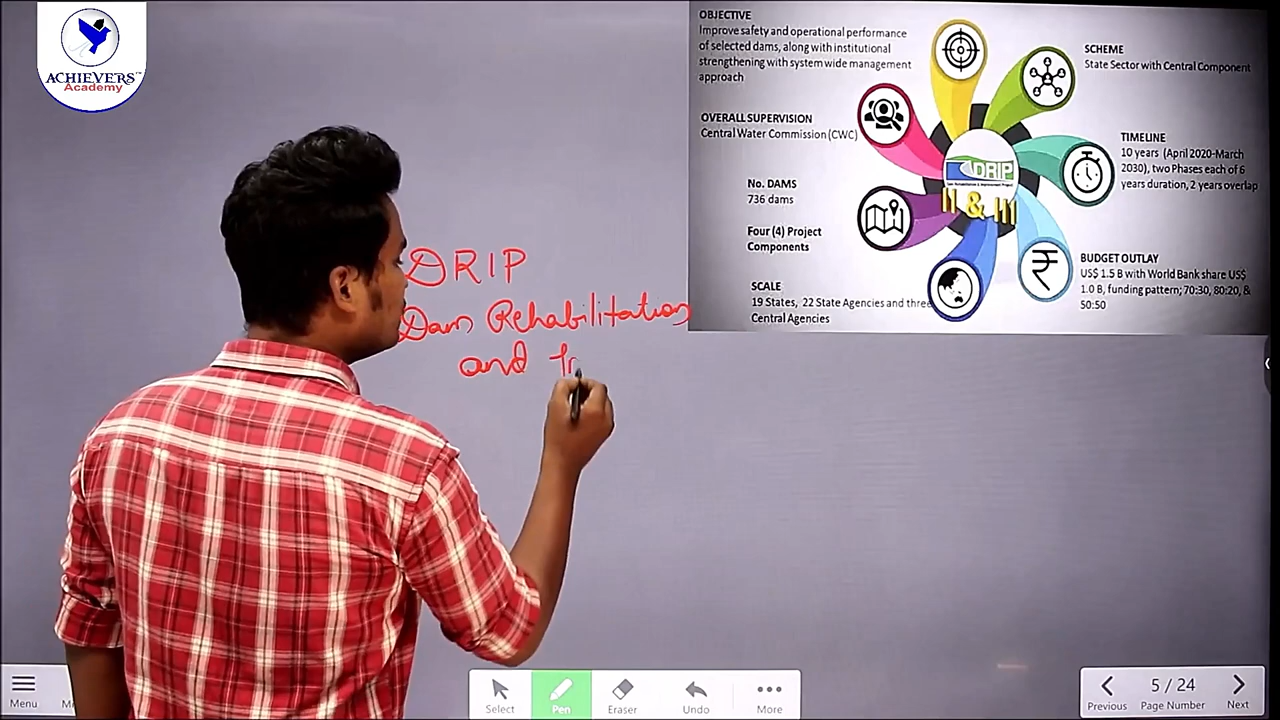 ACHIEVERS™
Academy
DRIP
Dam Rehabilitation
and
OBJECTIVE
Improve safety and operational performance
of selected dams, along with institutional
strengthening with system wide management
approach
OVERALL SUPERVISION
Central Water Commission (CWC)
No. DAMS
736 dams
Four (4) Project
Components
SCALE
19 States, 22 State Agencies and three
Central Agencies
DRIP
II & III
SCHEME
State Sector with Central Component
TIMELINE
10 years (April 2020-March
2030), two Phases each of 6
years duration, 2 years overlap
BUDGET OUTLAY
US$ 1.5 B with World Bank share US$
1.0 B, funding pattern; 70:30, 80:20, &
50:50
Menu
Select
Pen
Eraser
Undo
More
5 / 24
Previous
Page Number
Next